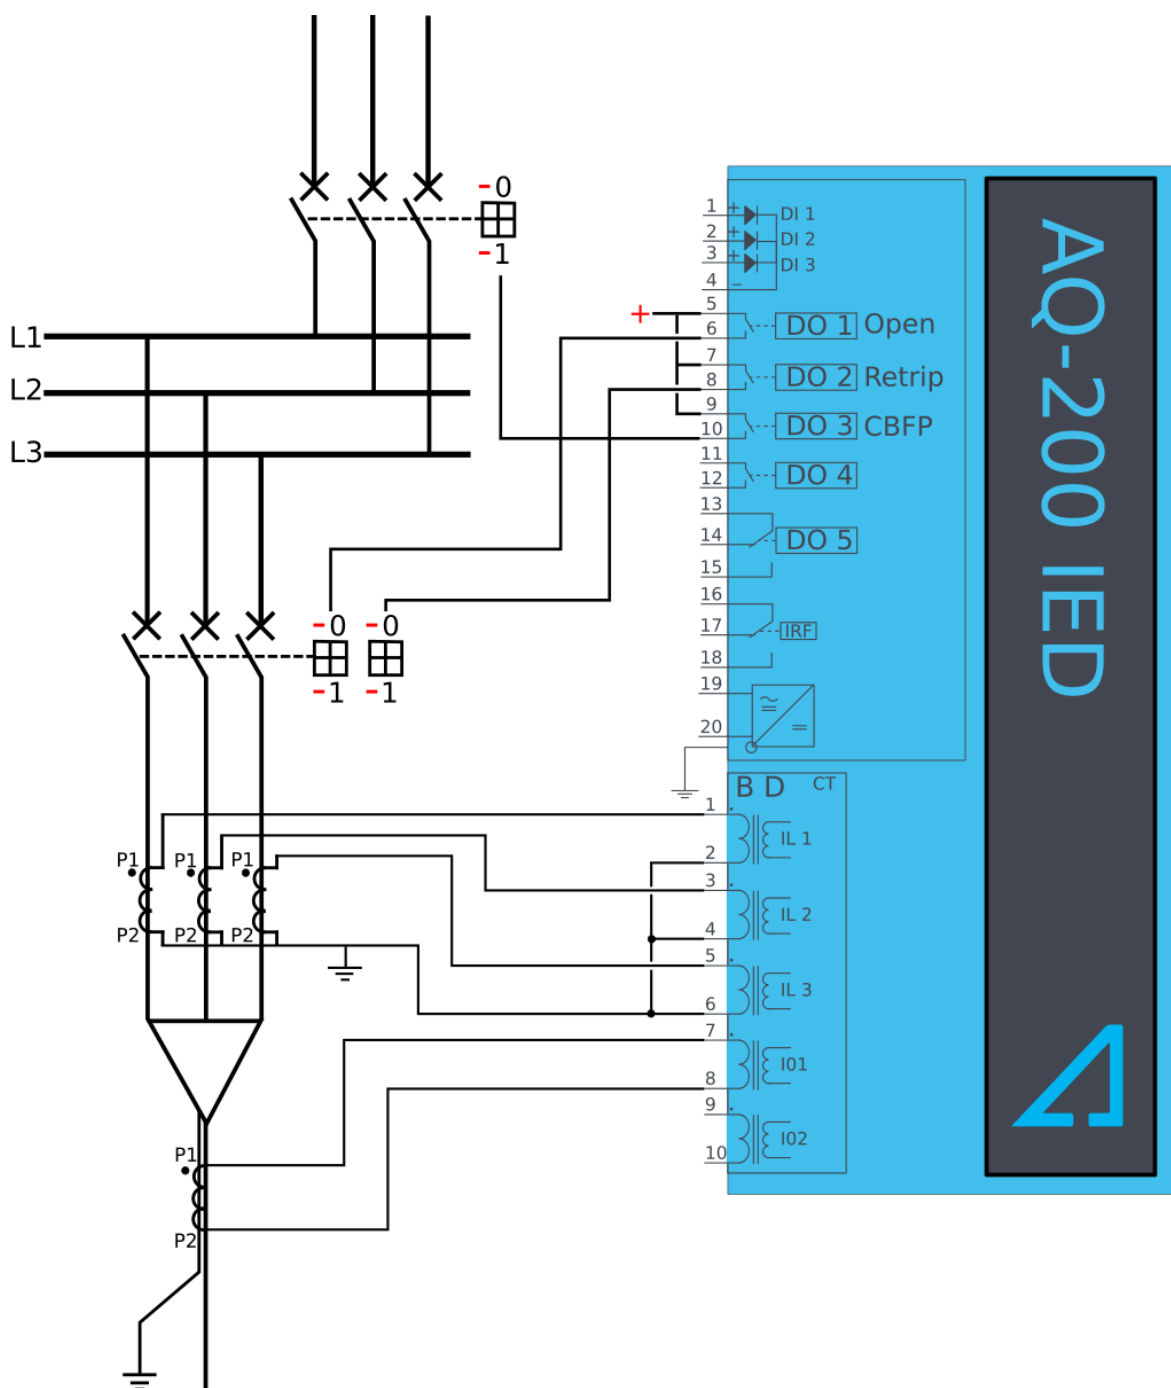 -0
-1
L1
L2
L3
1 + DI 1
2 + DI 2
3 + DI 3
4 -
+ 5
6 DO 1 Open
7
8 DO 2 Retrip
9
10 DO 3 CBFP
11
12 DO 4
13
14 DO 5
15
16
17 IRF
18
19
20
-0 -0
-1 -1
B D CT
1
2 IL 1
3
4 IL 2
5
6 IL 3
7
8 I01
9
10 I02
P1 P1 P1
P2 P2 P2
P1
P2
AQ-200 IED